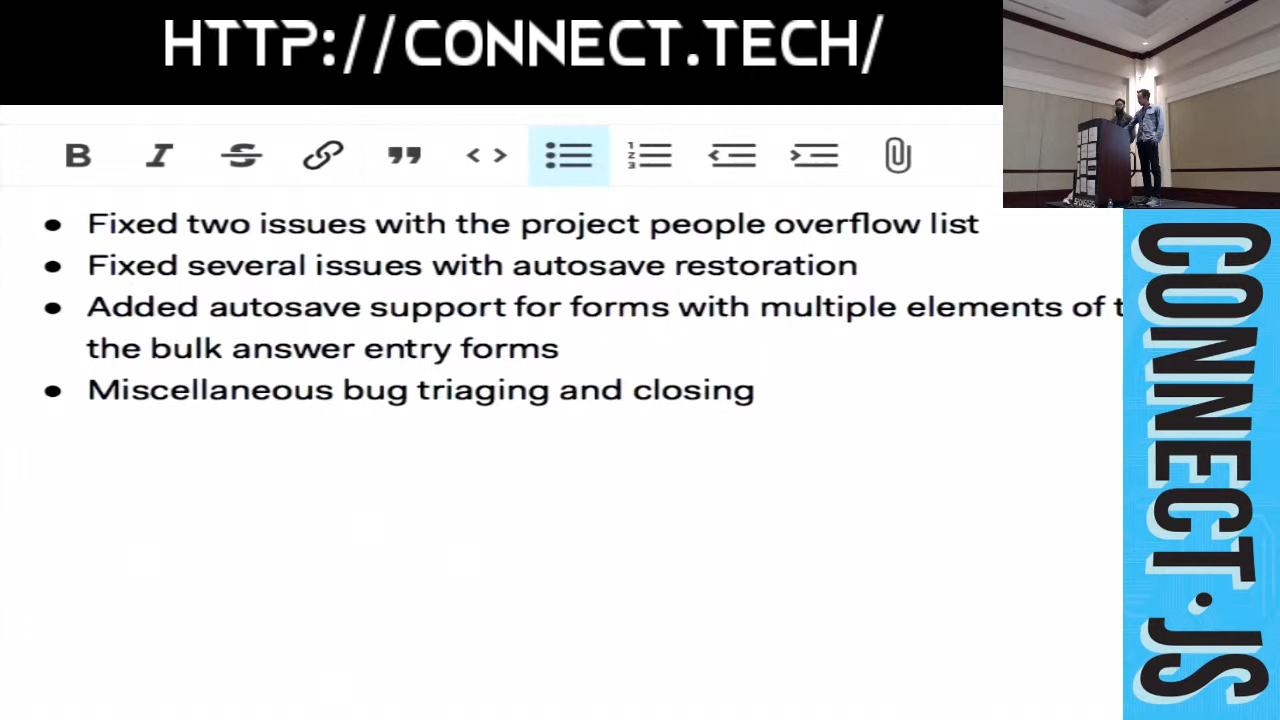 HTTP://CONNECT.TECH/
Fixed two issues with the project people overflow list
Fixed several issues with autosave restoration
Added autosave support for forms with multiple elements of t
the bulk answer entry forms
Miscellaneous bug triaging and closing
CONNECT.JS